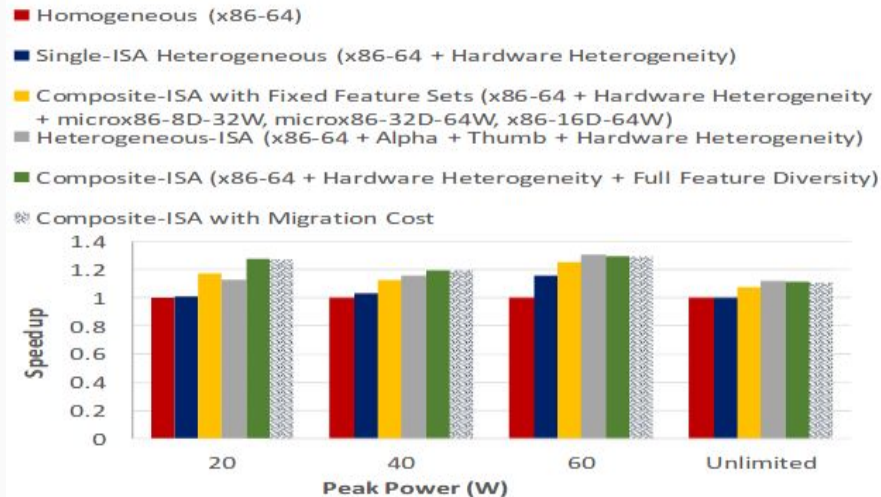 Homogeneous (x86-64)
Single-ISA Heterogeneous (x86-64 + Hardware Heterogeneity)
Composite-ISA with Fixed Feature Sets (x86-64 + Hardware Heterogeneity
+ microx86-8D-32W, microx86-32D-64W, x86-16D-64W)
Heterogeneous-ISA (x86-64 + Alpha + Thumb + Hardware Heterogeneity)
Composite-ISA (x86-64 + Hardware Heterogeneity + Full Feature Diversity)
Composite-ISA with Migration Cost
1.4
1.2
1
0.8
0.6
0.4
0.2
0
Speedup
20 40 60 Unlimited
Peak Power (W)